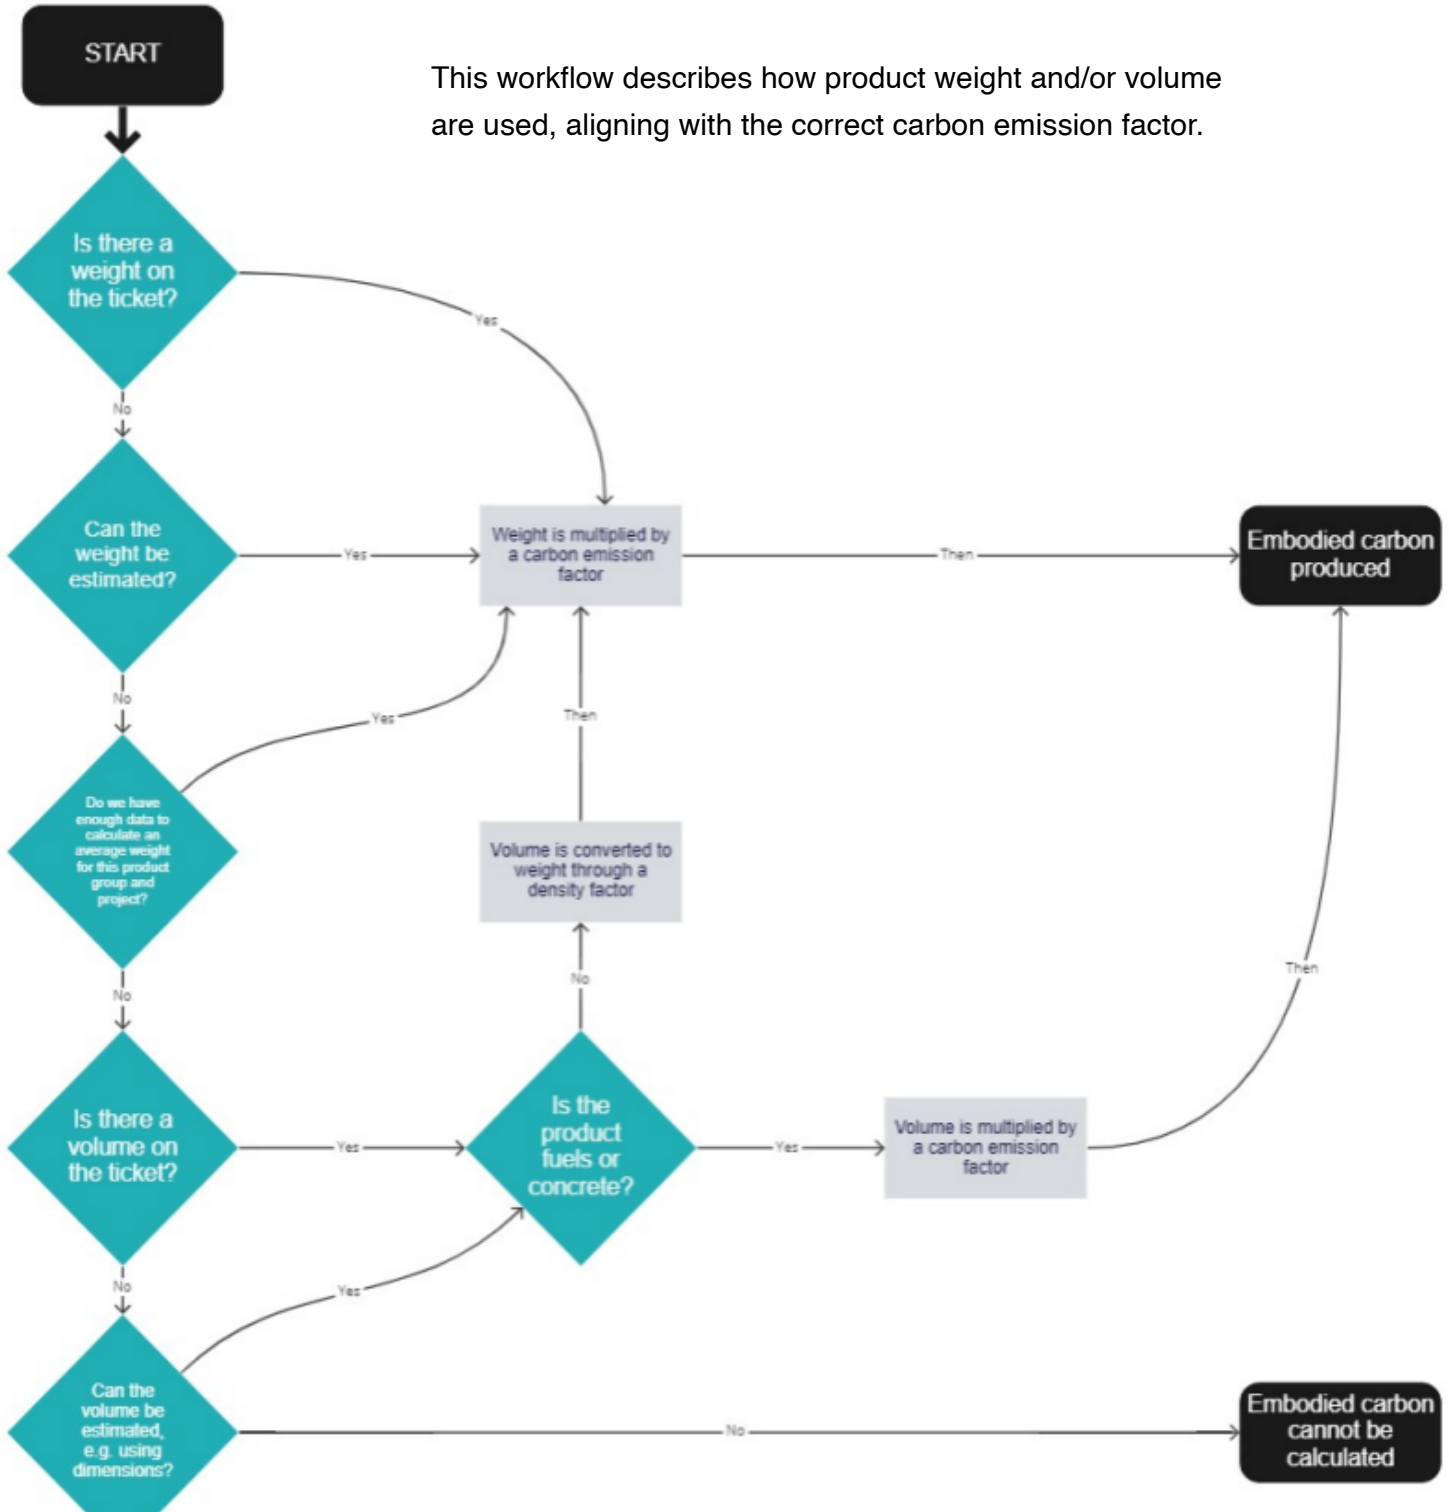 START
This workflow describes how product weight and/or volume
are used, aligning with the correct carbon emission factor.
Is there a
weight on
the ticket?
Yes
No
Can the
weight be
estimated?
Yes
Weight is multiplied by
a carbon emission
factor
Then
Embodied carbon
produced
No
Yes
Then
Do we have
enough data to
calculate an
average weight
for this product
group and
project?
Volume is converted to
weight through a
density factor
No
No
Then
Is there a
volume on
the ticket?
Yes
Is the
product
fuels or
concrete?
Yes
Volume is multiplied by
a carbon emission
factor
No
Yes
Can the
volume be
estimated,
e.g. using
dimensions?
No
Embodied carbon
cannot be
calculated